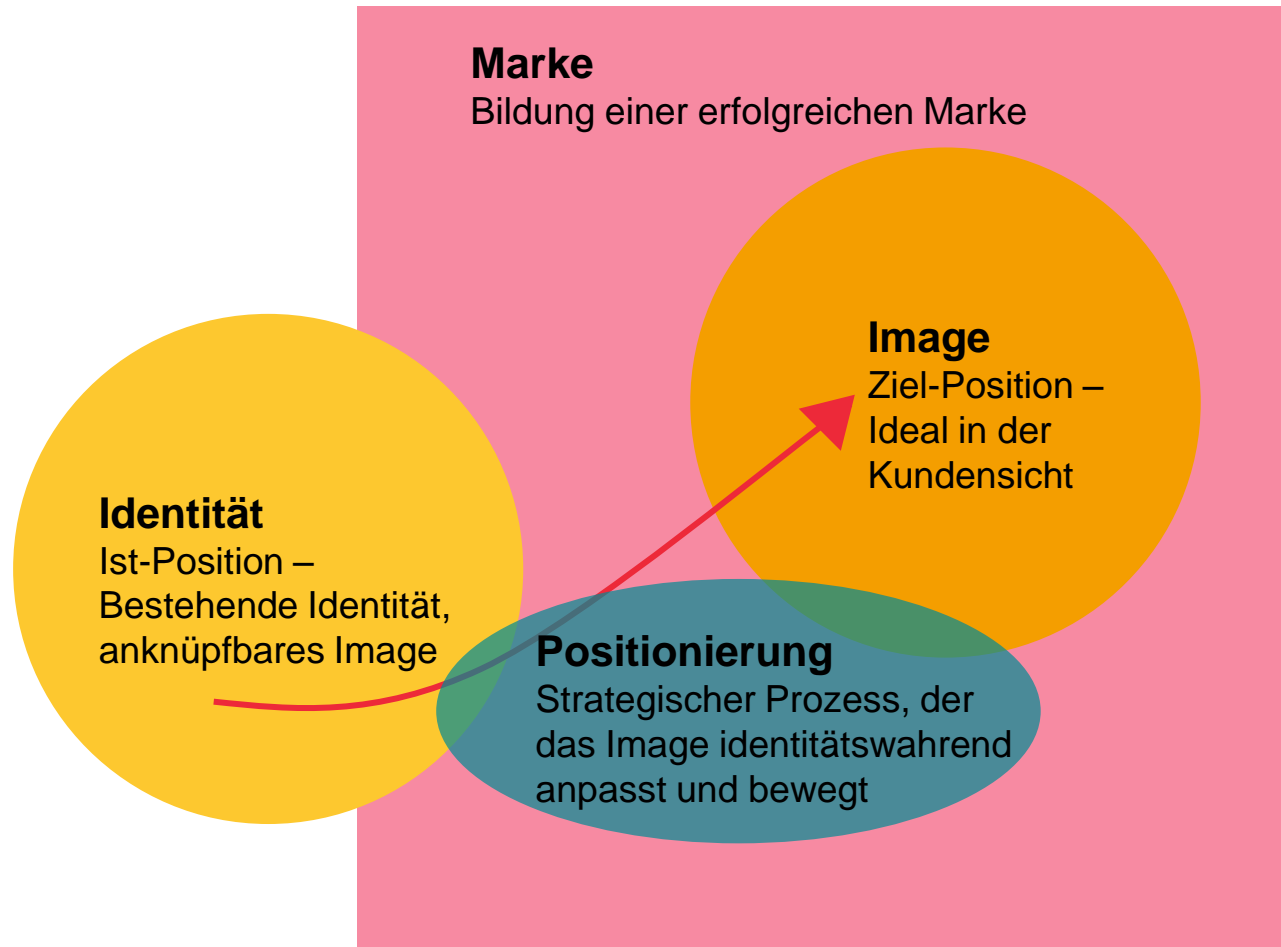 Marke
Bildung einer erfolgreichen Marke
Image
Ziel-Position –
Ideal in der
Kundensicht
Identität
Ist-Position –
Bestehende Identität,
anknüpfbares Image
Positionierung
Strategischer Prozess, der
das Image identitätswahrend
anpasst und bewegt